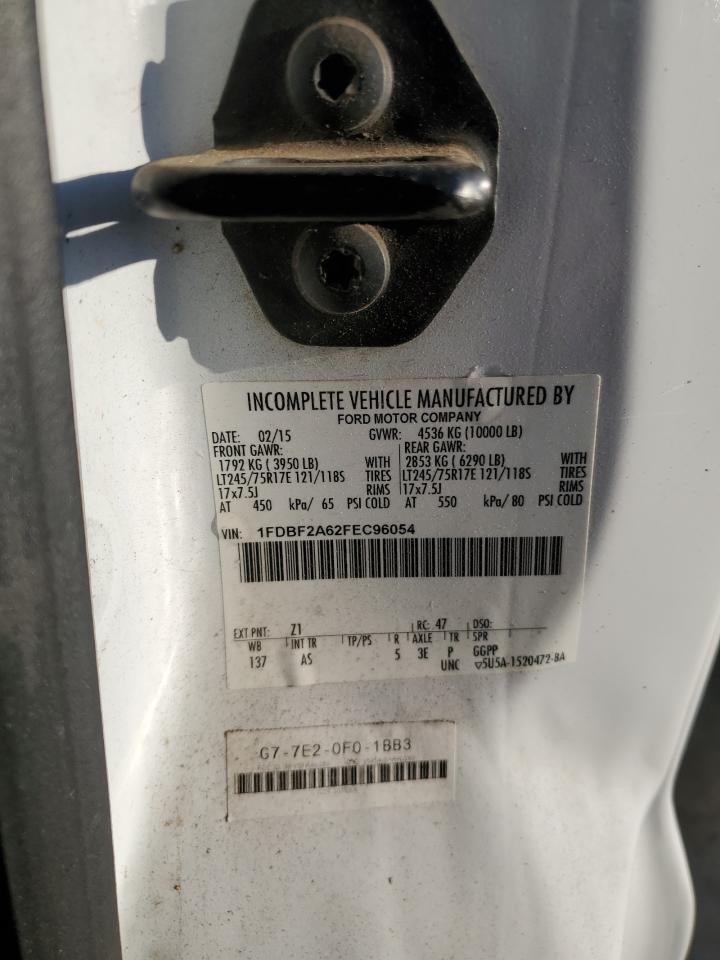 INCOMPLETE VEHICLE MANUFACTURED BY
FORD MOTOR COMPANY
DATE: 02/15 GVWR: 4536 KG (10000 LB)
FRONT GAWR: REAR GAWR:
1792 KG ( 3950 LB) WITH 2853 KG ( 6290 LB) WITH
LT245/75R17E 121/118S TIRES LT245/75R17E 121/118S TIRES
17x7.5J RIMS 17x7.5J RIMS
AT 450 kPa/ 65 PSI COLD AT 550 kPa/ 80 PSI COLD
VIN: 1FDBF2A62FEC96054
EXT PNT: Z1 RC: 47 DSO:
WB INT TR TP/PS R AXLE TR SPR
137 AS 5 3E P GGPP
UNC ▽5U5A-1520472-BA
G7-7E2-0F0-1BB3